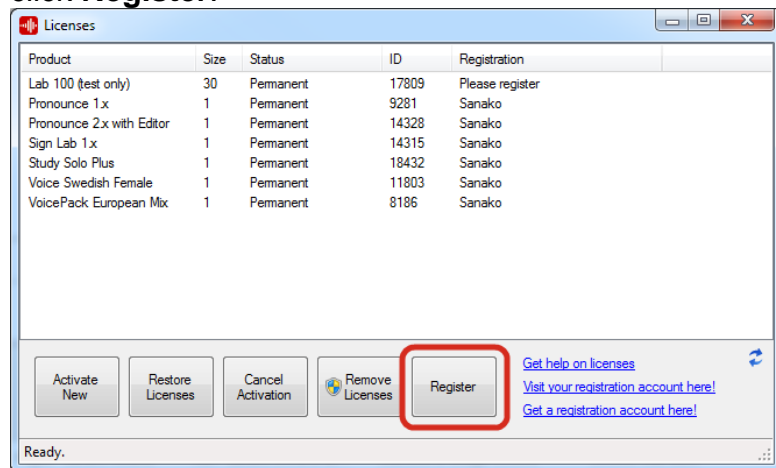 click Register.
Licenses
Product Size Status ID Registration
Lab 100 (test only) 30 Permanent 17809 Please register
Pronounce 1.x 1 Permanent 9281 Sanako
Pronounce 2.x with Editor 1 Permanent 14328 Sanako
Sign Lab 1.x 1 Permanent 14315 Sanako
Study Solo Plus 1 Permanent 18432 Sanako
Voice Swedish Female 1 Permanent 11803 Sanako
VoicePack European Mix 1 Permanent 8186 Sanako
Activate New
Restore Licenses
Cancel Activation
Remove Licenses
Register
Get help on licenses
Visit your registration account here!
Get a registration account here!
Ready.